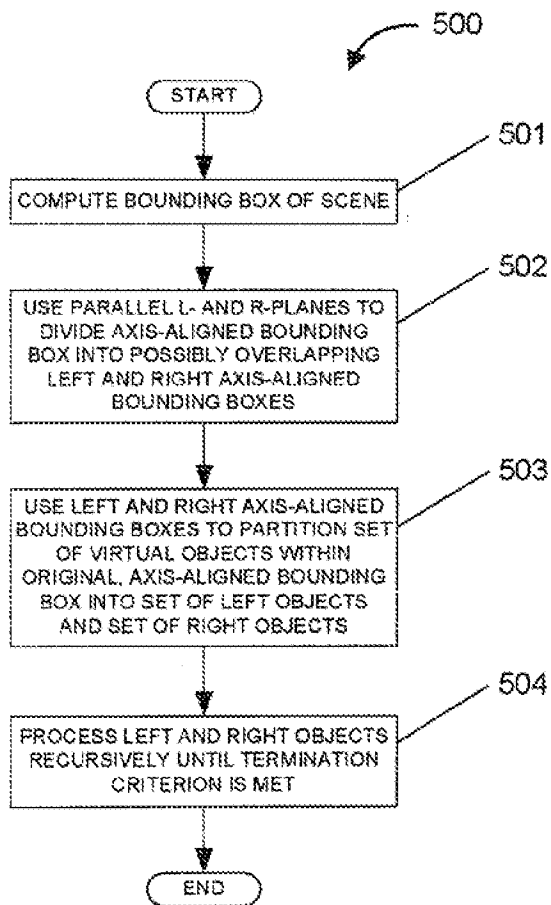 500
START
501
COMPUTE BOUNDING BOX OF SCENE
502
USE PARALLEL L- AND R-PLANES TO
DIVIDE AXIS-ALIGNED BOUNDING
BOX INTO POSSIBLY OVERLAPPING
LEFT AND RIGHT AXIS-ALIGNED
BOUNDING BOXES
503
USE LEFT AND RIGHT AXIS-ALIGNED
BOUNDING BOXES TO PARTITION SET
OF VIRTUAL OBJECTS WITHIN
ORIGINAL, AXIS-ALIGNED BOUNDING
BOX INTO SET OF LEFT OBJECTS
AND SET OF RIGHT OBJECTS
504
PROCESS LEFT AND RIGHT OBJECTS
RECURSIVELY UNTIL TERMINATION
CRITERION IS MET
END